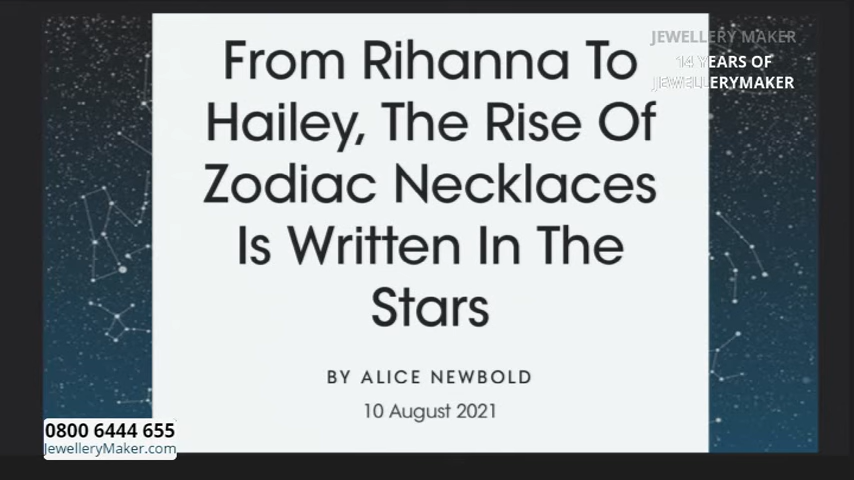 JEWELLERY MAKER
14 YEARS OF
JEWELLERYMAKER
From Rihanna To
Hailey, The Rise Of
Zodiac Necklaces
Is Written In The
Stars
BY ALICE NEWBOLD
10 August 2021
0800 6444 655
JewelleryMaker.com